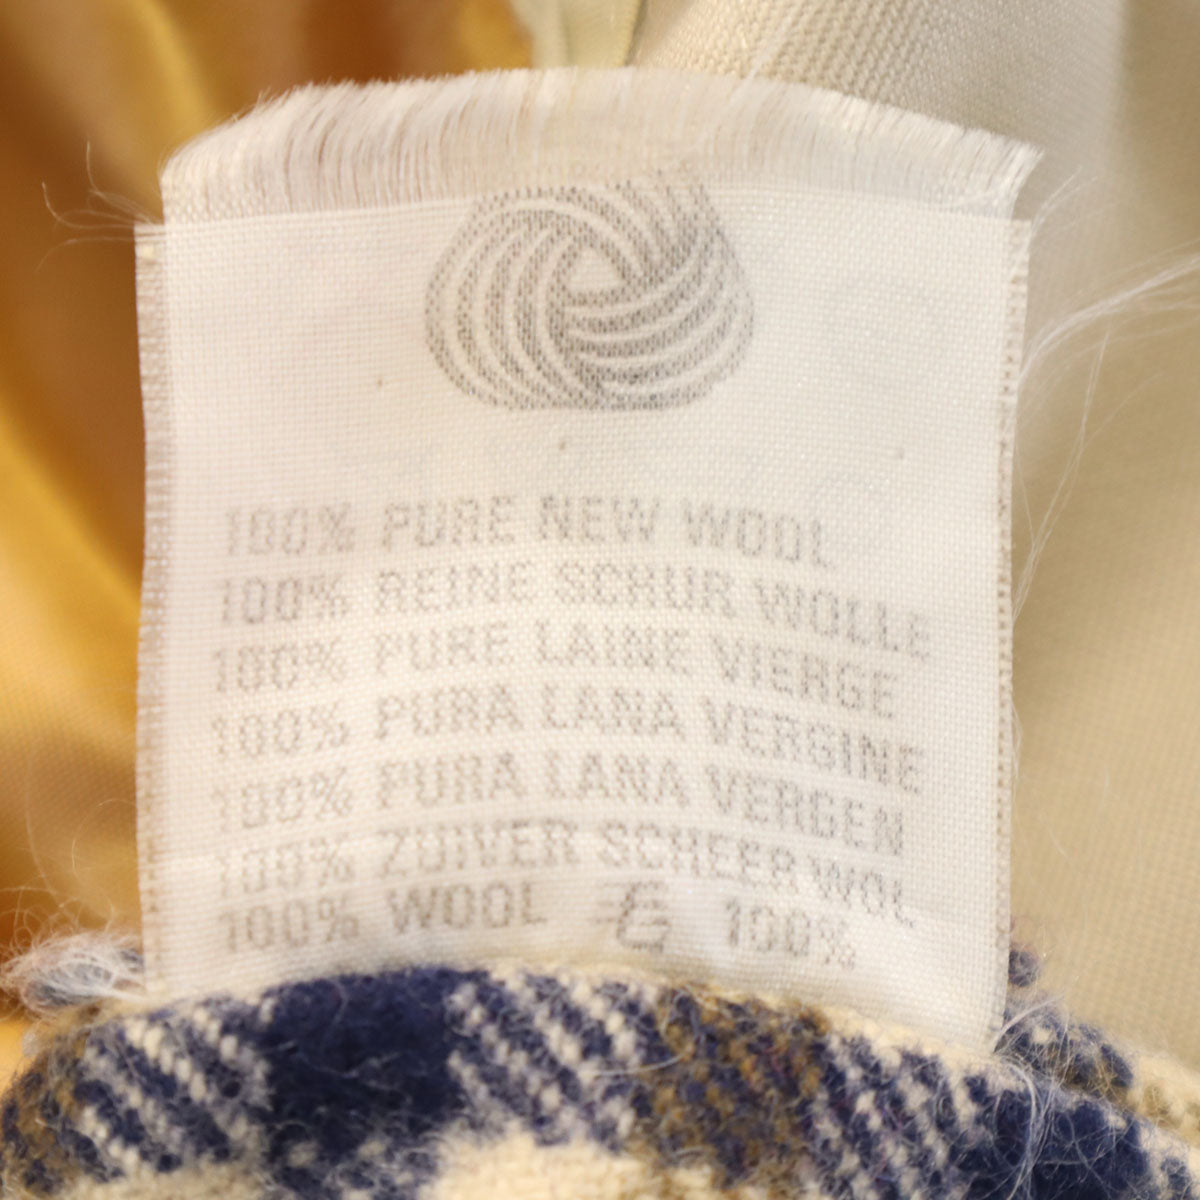 100% PURE NEW WOOL
100% REINE SCHUR WOLLE
100% PURE LAINE VIERGE
100% PURA LANA VERGINE
100% PURA LANA VERGEN
100% ZUIVER SCHEER WOL
100% WOOL 毛 100%